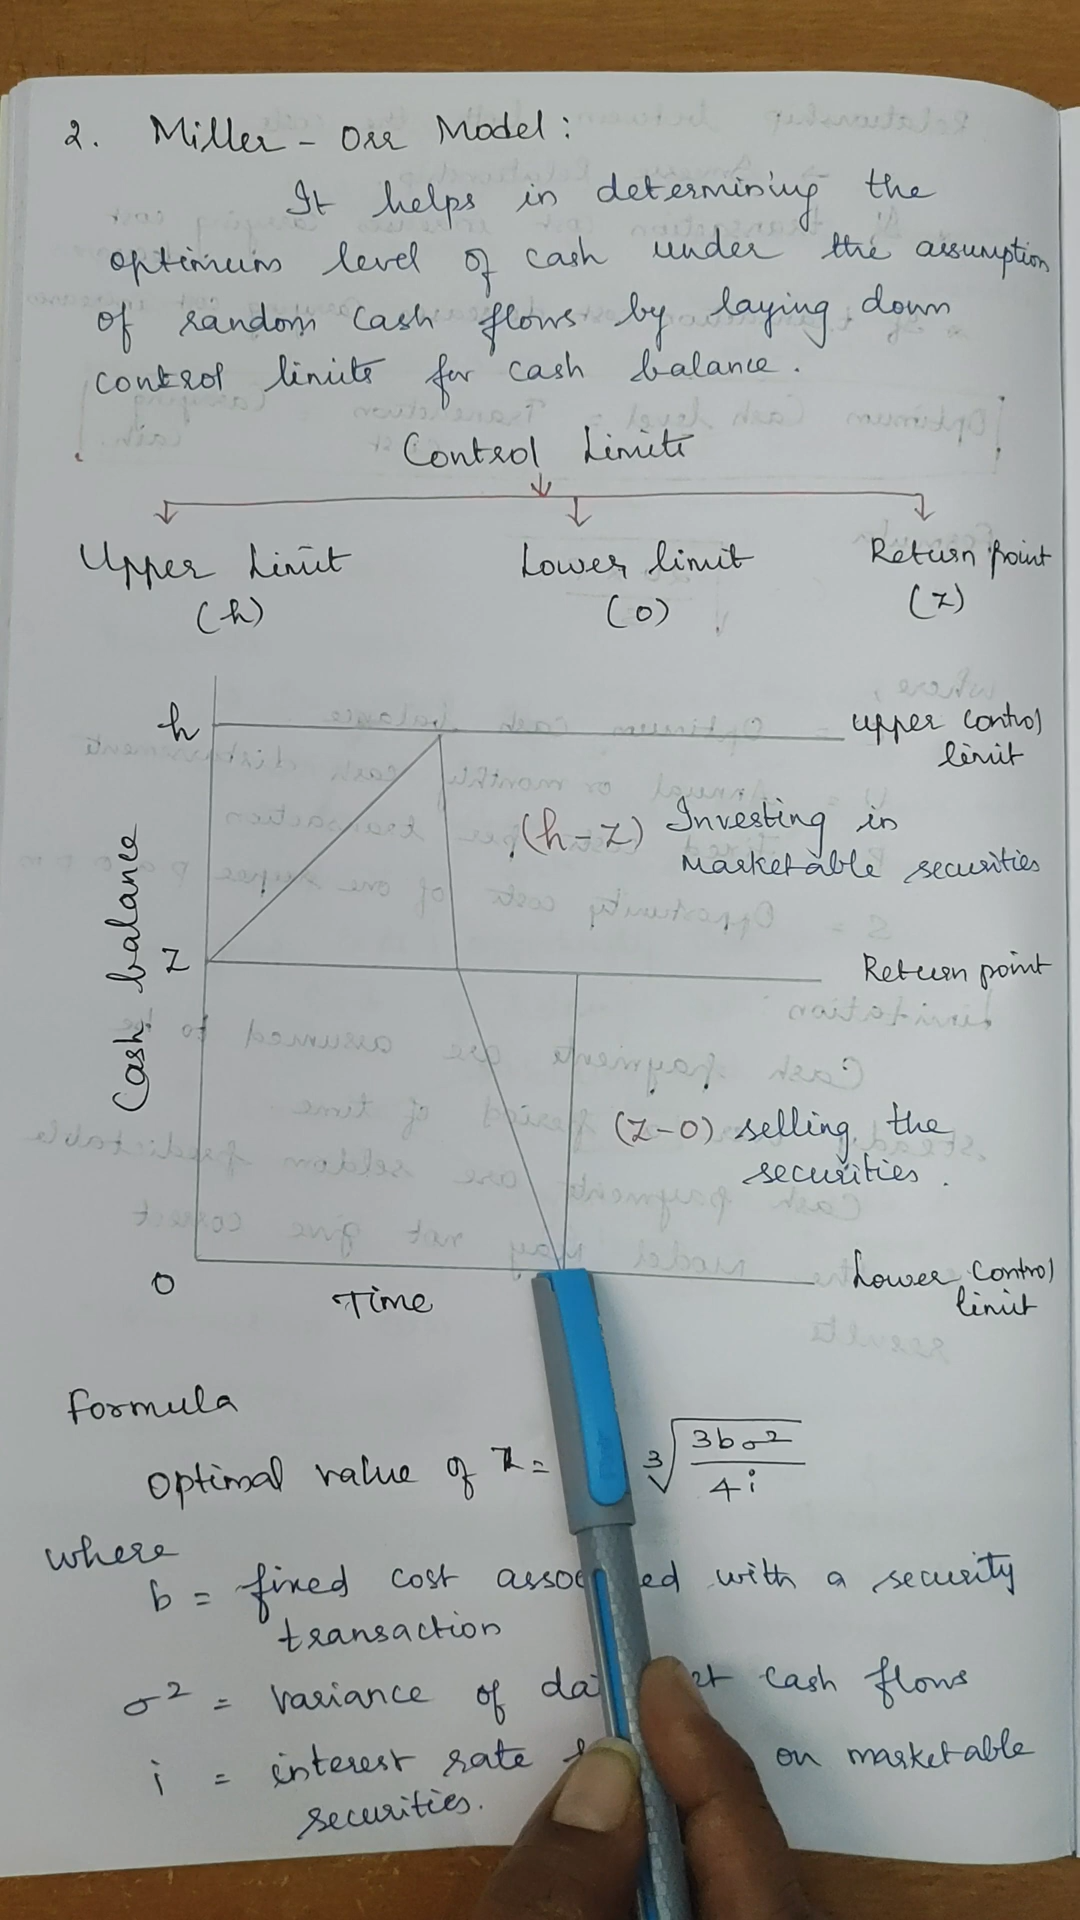 2. Miller - Orr Model :
It helps in determining the
optimum level of cash under the assumption
of random cash flows by laying down
control limits for cash balance.
Control Limits
Upper Limit
(h)
Lower limit
(0)
Return point
(z)
h
Upper control
limit
(h-z) Investing in
Marketable securities
Cash balance
z
Return point
(z-0) selling the
securities.
0
Time
Lower control
limit
Formula
Optimal value of z = ∛(3bσ²/4i)
where
b = fixed cost with a security
transaction
σ² = variance of cash flows
i = interest rate on marketable
securities.